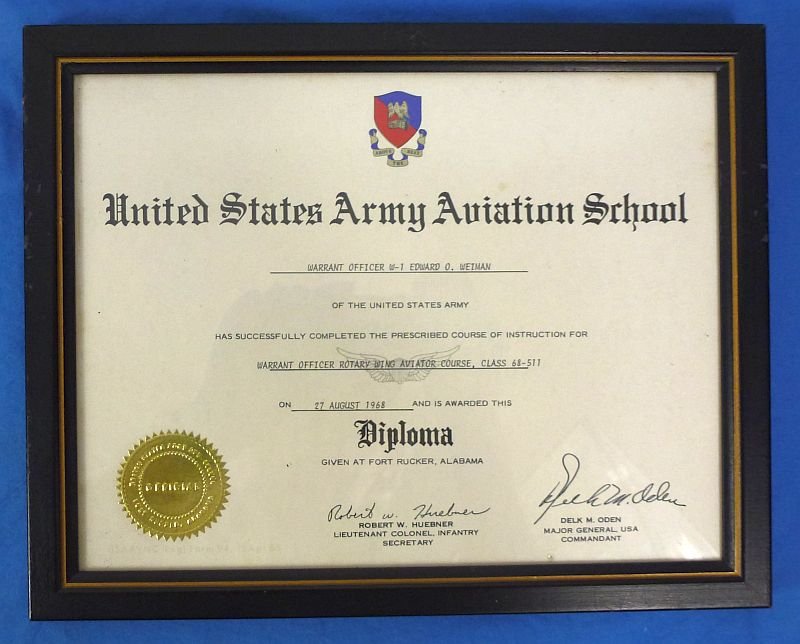 ABOVE THE BEST
United States Army Aviation School
WARRANT OFFICER W-1 EDWARD O. WEIMAN
OF THE UNITED STATES ARMY
HAS SUCCESSFULLY COMPLETED THE PRESCRIBED COURSE OF INSTRUCTION FOR
WARRANT OFFICER ROTARY WING AVIATOR COURSE, CLASS 68-511
ON 27 AUGUST 1968 AND IS AWARDED THIS
Diploma
GIVEN AT FORT RUCKER, ALABAMA
OFFICIAL
Robert W. Huebner
ROBERT W. HUEBNER
LIEUTENANT COLONEL, INFANTRY
SECRETARY
Delk M. Oden
DELK M. ODEN
MAJOR GENERAL, USA
COMMANDANT